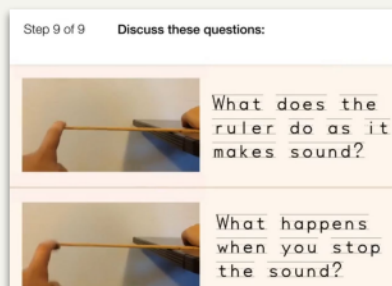 Step 9 of 9 Discuss these questions:
What does the
ruler do as it
makes sound?
What happens
when you stop
the sound?